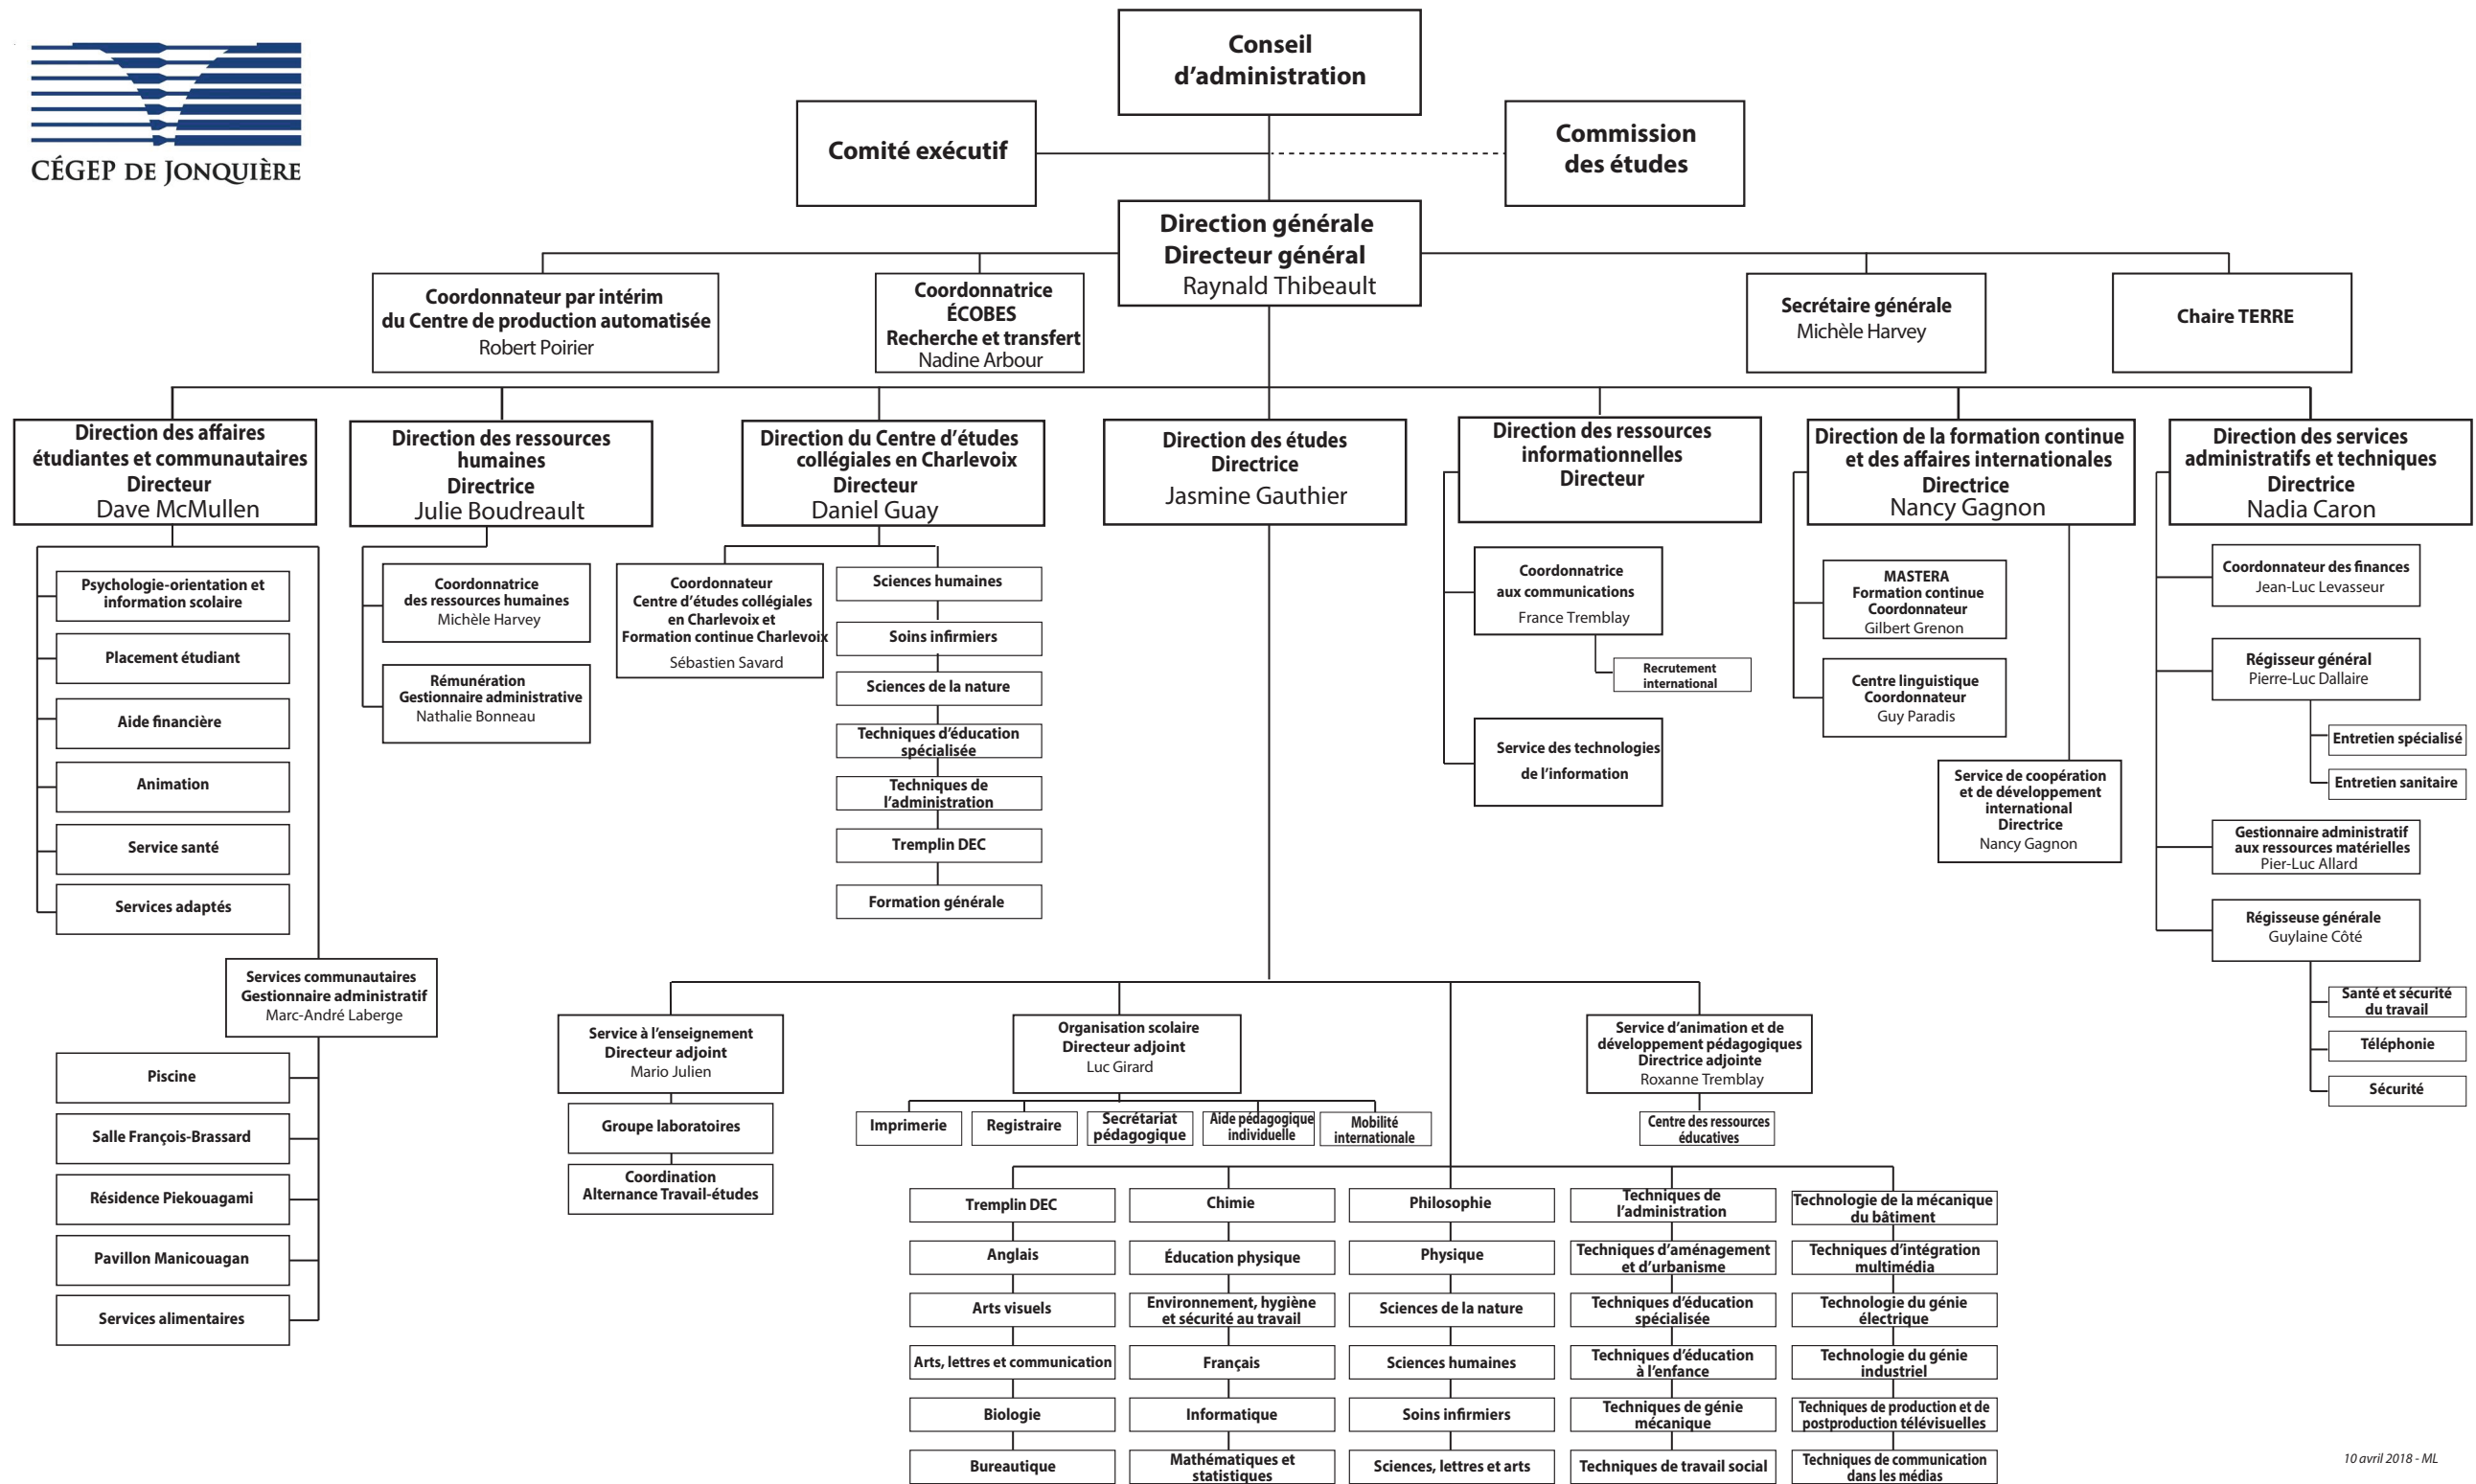 CÉGEP DE JONQUIÈRE
Conseil
d’administration
Comité exécutif
Commission
des études
Direction générale
Directeur général
Raynald Thibeault
Coordonnateur par intérim
du Centre de production automatisée
Robert Poirier
Coordonnatrice
ÉCOBES
Recherche et transfert
Nadine Arbour
Secrétaire générale
Michèle Harvey
Chaire TERRE
Direction des affaires
étudiantes et communautaires
Directeur
Dave McMullen
Direction des ressources
humaines
Directrice
Julie Boudreault
Direction du Centre d’études
collégiales en Charlevoix
Directeur
Daniel Guay
Direction des études
Directrice
Jasmine Gauthier
Direction des ressources
informationnelles
Directeur
Direction de la formation continue
et des affaires internationales
Directrice
Nancy Gagnon
Direction des services
administratifs et techniques
Directrice
Nadia Caron
Psychologie-orientation et
information scolaire
Placement étudiant
Aide financière
Animation
Service santé
Services adaptés
Services communautaires
Gestionnaire administratif
Marc-André Laberge
Piscine
Salle François-Brassard
Résidence Piekouagami
Pavillon Manicouagan
Services alimentaires
Coordonnatrice
des ressources humaines
Michèle Harvey
Rémunération
Gestionnaire administrative
Nathalie Bonneau
Coordonnateur
Centre d’études collégiales
en Charlevoix et
Formation continue Charlevoix
Sébastien Savard
Sciences humaines
Soins infirmiers
Sciences de la nature
Techniques d’éducation
spécialisée
Techniques de
l’administration
Tremplin DEC
Formation générale
Coordonnatrice
aux communications
France Tremblay
Recrutement
international
Service des technologies
de l’information
MASTERA
Formation continue
Coordonnateur
Gilbert Grenon
Centre linguistique
Coordonnateur
Guy Paradis
Service de coopération
et de développement
international
Directrice
Nancy Gagnon
Coordonnateur des finances
Jean-Luc Levasseur
Régisseur général
Pierre-Luc Dallaire
Entretien spécialisé
Entretien sanitaire
Gestionnaire administratif
aux ressources matérielles
Pier-Luc Allard
Régisseuse générale
Guylaine Côté
Santé et sécurité
du travail
Téléphonie
Sécurité
Service à l’enseignement
Directeur adjoint
Mario Julien
Groupe laboratoires
Coordination
Alternance Travail-études
Organisation scolaire
Directeur adjoint
Luc Girard
Imprimerie
Registraire
Secrétariat
pédagogique
Aide pédagogique
individuelle
Mobilité
internationale
Service d’animation et de
développement pédagogiques
Directrice adjointe
Roxanne Tremblay
Centre des ressources
éducatives
Tremplin DEC
Anglais
Arts visuels
Arts, lettres et communication
Biologie
Bureautique
Chimie
Éducation physique
Environnement, hygiène
et sécurité au travail
Français
Informatique
Mathématiques et
statistiques
Philosophie
Physique
Sciences de la nature
Sciences humaines
Soins infirmiers
Sciences, lettres et arts
Techniques de
l’administration
Techniques d’aménagement
et d’urbanisme
Techniques d’éducation
spécialisée
Techniques d’éducation
à l’enfance
Techniques de génie
mécanique
Techniques de travail social
Technologie de la mécanique
du bâtiment
Techniques d’intégration
multimédia
Technologie du génie
électrique
Technologie du génie
industriel
Techniques de production et de
postproduction télévisuelles
Techniques de communication
dans les médias
10 avril 2018 - ML